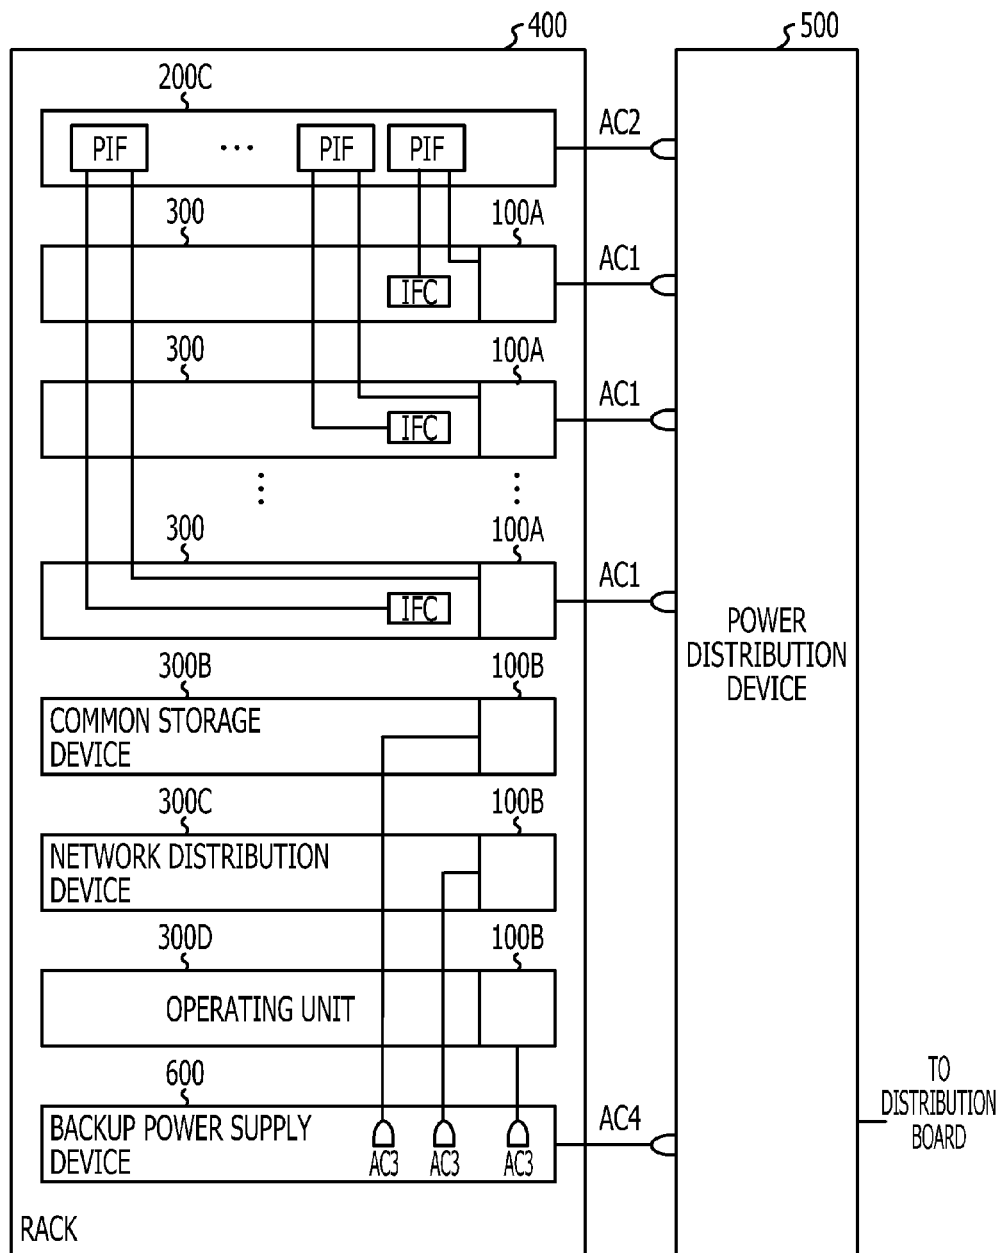 400
500
200C
PIF
...
PIF
PIF
AC2
300
100A
IFC
AC1
300
100A
IFC
AC1
300
100A
IFC
AC1
POWER
DISTRIBUTION
DEVICE
300B
100B
COMMON STORAGE
DEVICE
300C
100B
NETWORK DISTRIBUTION
DEVICE
300D
100B
OPERATING UNIT
600
BACKUP POWER SUPPLY
DEVICE
AC3
AC3
AC3
AC4
TO
DISTRIBUTION
BOARD
RACK